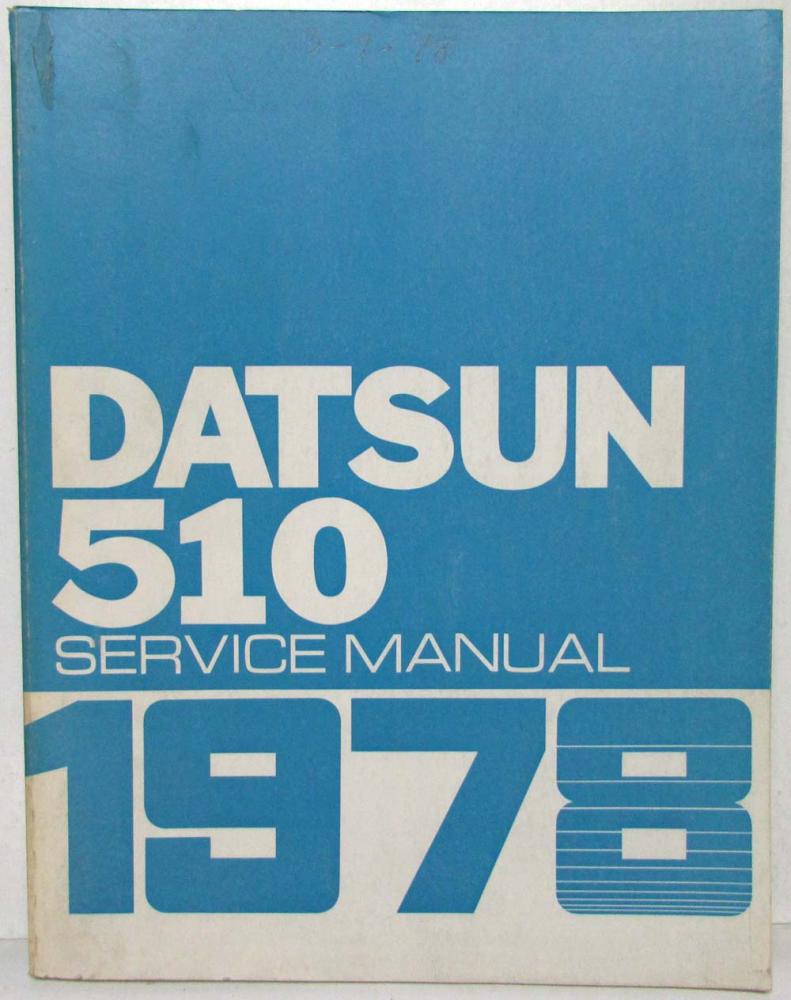 DATSUN
510
SERVICE MANUAL
1978